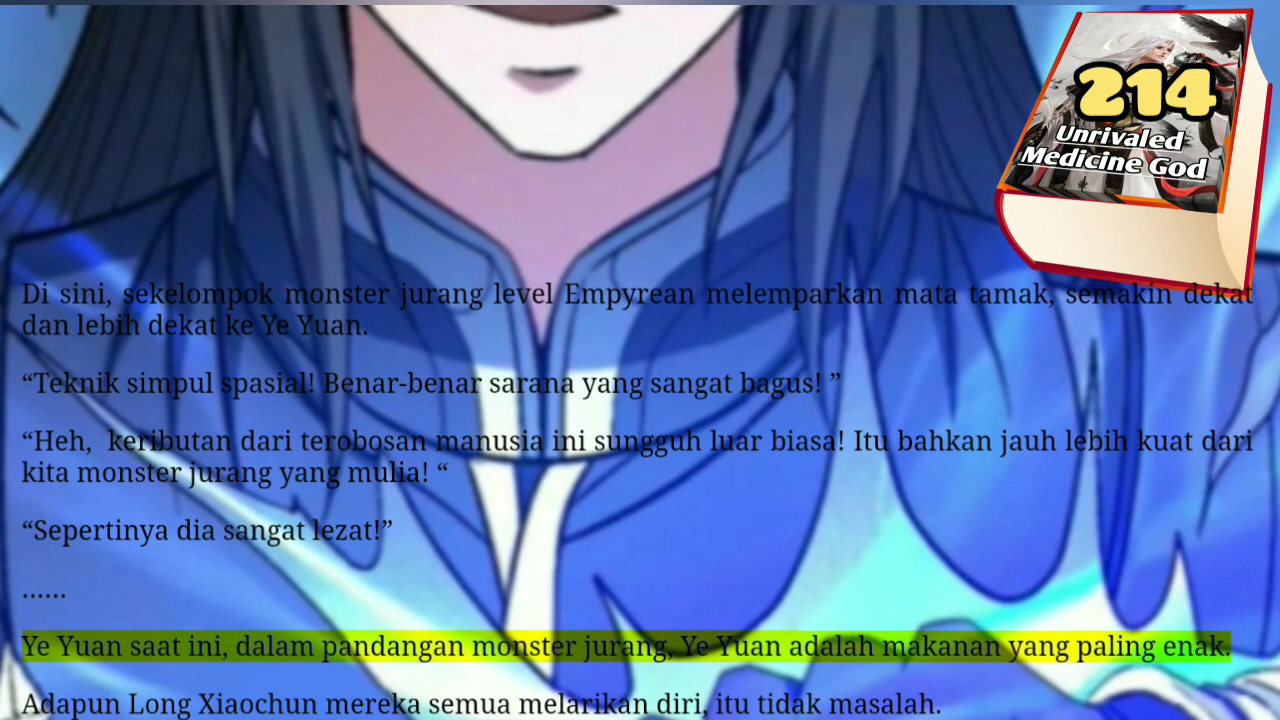 214
Unrivaled
Medicine God
Di sini, sekelompok monster jurang level Empyrean melemparkan mata tamak, semakin dekat
dan lebih dekat ke Ye Yuan.
“Teknik simpul spasial! Benar-benar sarana yang sangat bagus! ”
“Heh,  keributan dari terobosan manusia ini sungguh luar biasa! Itu bahkan jauh lebih kuat dari
kita monster jurang yang mulia! “
“Sepertinya dia sangat lezat!”
……
Ye Yuan saat ini, dalam pandangan monster jurang, Ye Yuan adalah makanan yang paling enak.
Adapun Long Xiaochun mereka semua melarikan diri, itu tidak masalah.